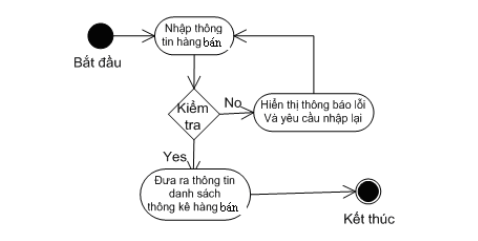 Nhập thông
tin hàng bán
Bắt đầu
Kiểm
tra
No
Hiển thị thông báo lỗi
Và yêu cầu nhập lại
Yes
Đưa ra thông tin
danh sách
thông kê hàng bán
Kết thúc